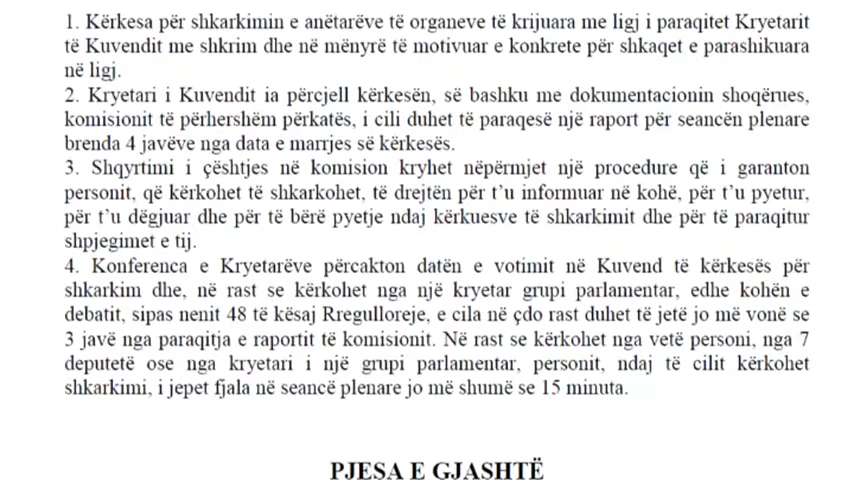 1. Kërkesa për shkarkimin e anëtarëve të organeve të krijuara me ligj i paraqitet Kryetarit
të Kuvendit me shkrim dhe në mënyrë të motivuar e konkrete për shkaqet e parashikuara
në ligj.
2. Kryetari i Kuvendit ia përcjell kërkesën, së bashku me dokumentacionin shoqërues,
komisionit të përhershëm përkatës, i cili duhet të paraqesë një raport për seancën plenare
brenda 4 javëve nga data e marrjes së kërkesës.
3. Shqyrtimi i çështjes në komision kryhet nëpërmjet një procedure që i garanton
personit, që kërkohet të shkarkohet, të drejtën për t’u informuar në kohë, për t’u pyetur,
për t’u dëgjuar dhe për të bërë pyetje ndaj kërkuesve të shkarkimit dhe për të paraqitur
shpjegimet e tij.
4. Konferenca e Kryetarëve përcakton datën e votimit në Kuvend të kërkesës për
shkarkim dhe, në rast se kërkohet nga një kryetar grupi parlamentar, edhe kohën e
debatit, sipas nenit 48 të kësaj Rregulloreje, e cila në çdo rast duhet të jetë jo më vonë se
3 javë nga paraqitja e raportit të komisionit. Në rast se kërkohet nga vetë personi, nga 7
deputetë ose nga kryetari i një grupi parlamentar, personit, ndaj të cilit kërkohet
shkarkimi, i jepet fjala në seancë plenare jo më shumë se 15 minuta.
PJESA E GJASHTË